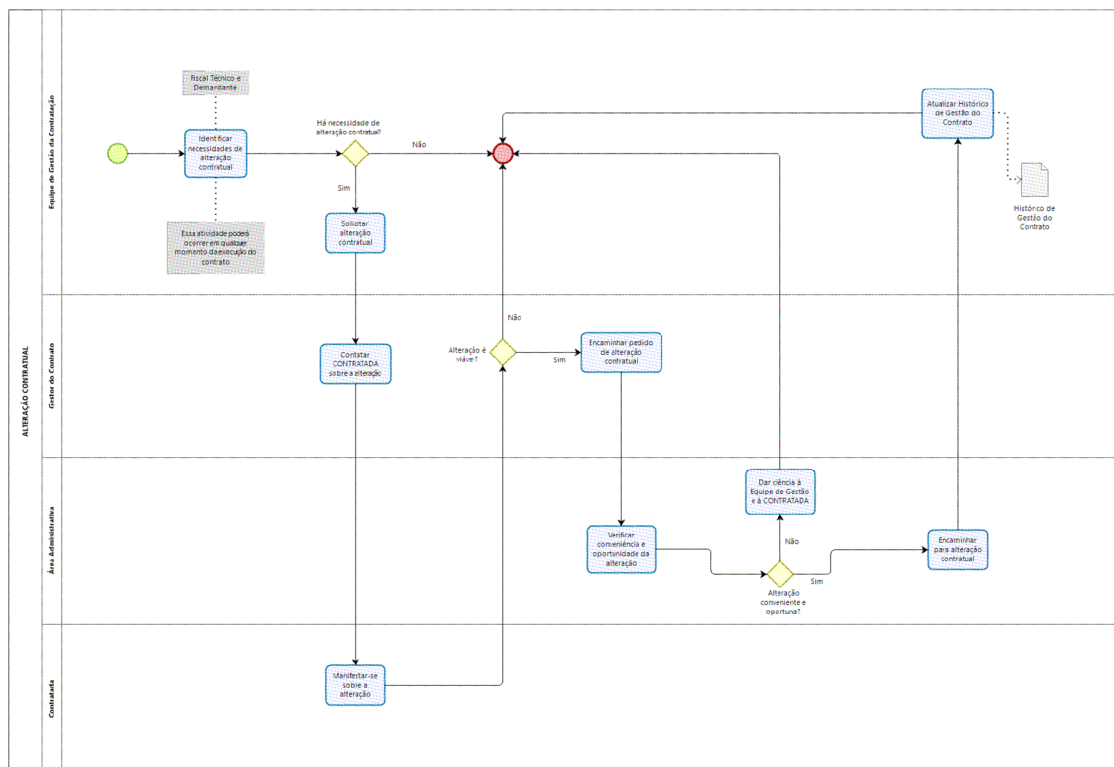 ALTERAÇÃO CONTRATUAL
Equipe de Gestão da Contratação
Fiscal Técnico e
Demandante
Identificar
necessidades de
alteração
contratual
Essa atividade poderá
ocorrer em qualquer
momento da execução do
contrato
Há necessidade de
alteração contratual?
Não
Sim
Solicitar
alteração
contratual
Atualizar Histórico
de Gestão do
Contrato
Histórico de
Gestão do
Contrato
Gestor do Contrato
Contatar
CONTRATADA
sobre a alteração
Alteração é
viável?
Não
Sim
Encaminhar pedido
de alteração
contratual
Área Administrativa
Verificar
conveniência e
oportunidade da
alteração
Dar ciência à
Equipe de Gestão
e à CONTRATADA
Não
Alteração
conveniente e
oportuna?
Sim
Encaminhar
para alteração
contratual
Contratada
Manifestar-se
sobre a
alteração